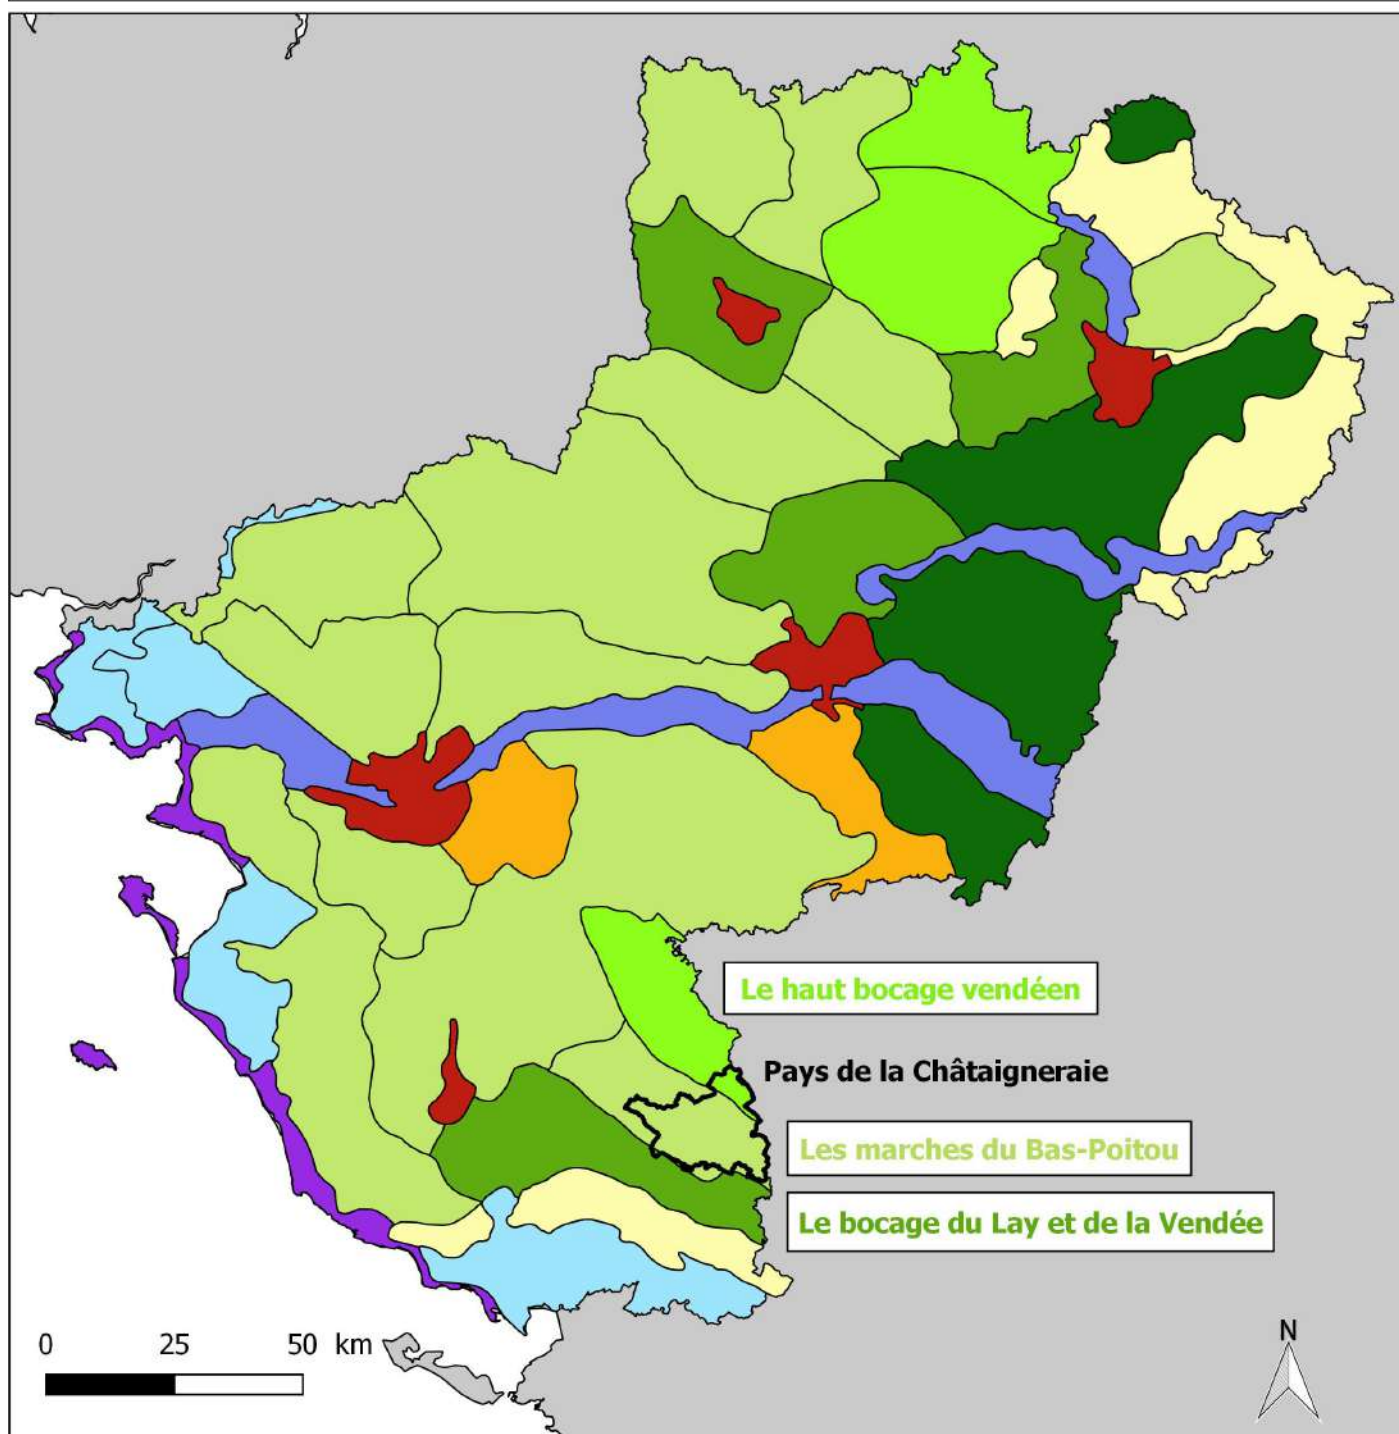 Le haut bocage vendéen
Pays de la Châtaigneraie
Les marches du Bas-Poitou
Le bocage du Lay et de la Vendée
0 25 50 km
N